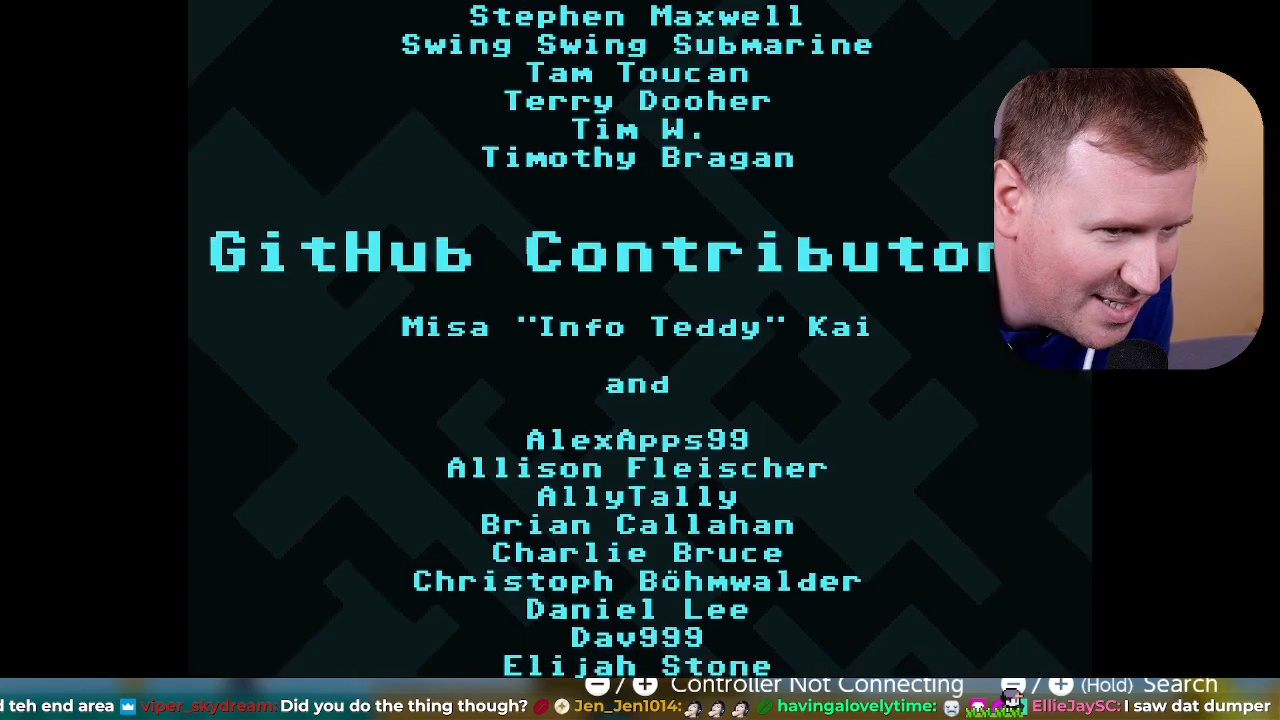 Stephen Maxwell
Swing Swing Submarine
Tam Toucan
Terry Dooher
Tim W.
Timothy Bragan
GitHub Contributor
Misa "Info Teddy" Kai
and
AlexApps99
Allison Fleischer
AllyTally
Brian Callahan
Charlie Bruce
Christoph Böhmwalder
Daniel Lee
Dav999
Elijah Stone
− / + Controller Not Connecting − / + (Hold) Search
d teh end area viper_skydream: Did you do the thing though? Jen_Jen1014: havingalovelytime: EllieJaySC: I saw dat dumper